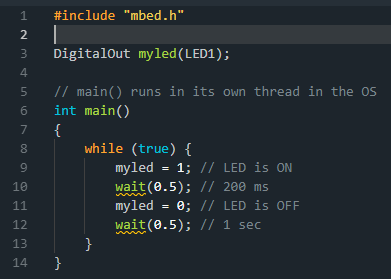 1 #include "mbed.h"
2
3 DigitalOut myled(LED1);
4
5 // main() runs in its own thread in the OS
6 int main()
7 {
8     while (true) {
9         myled = 1; // LED is ON
10         wait(0.5); // 200 ms
11         myled = 0; // LED is OFF
12         wait(0.5); // 1 sec
13     }
14 }